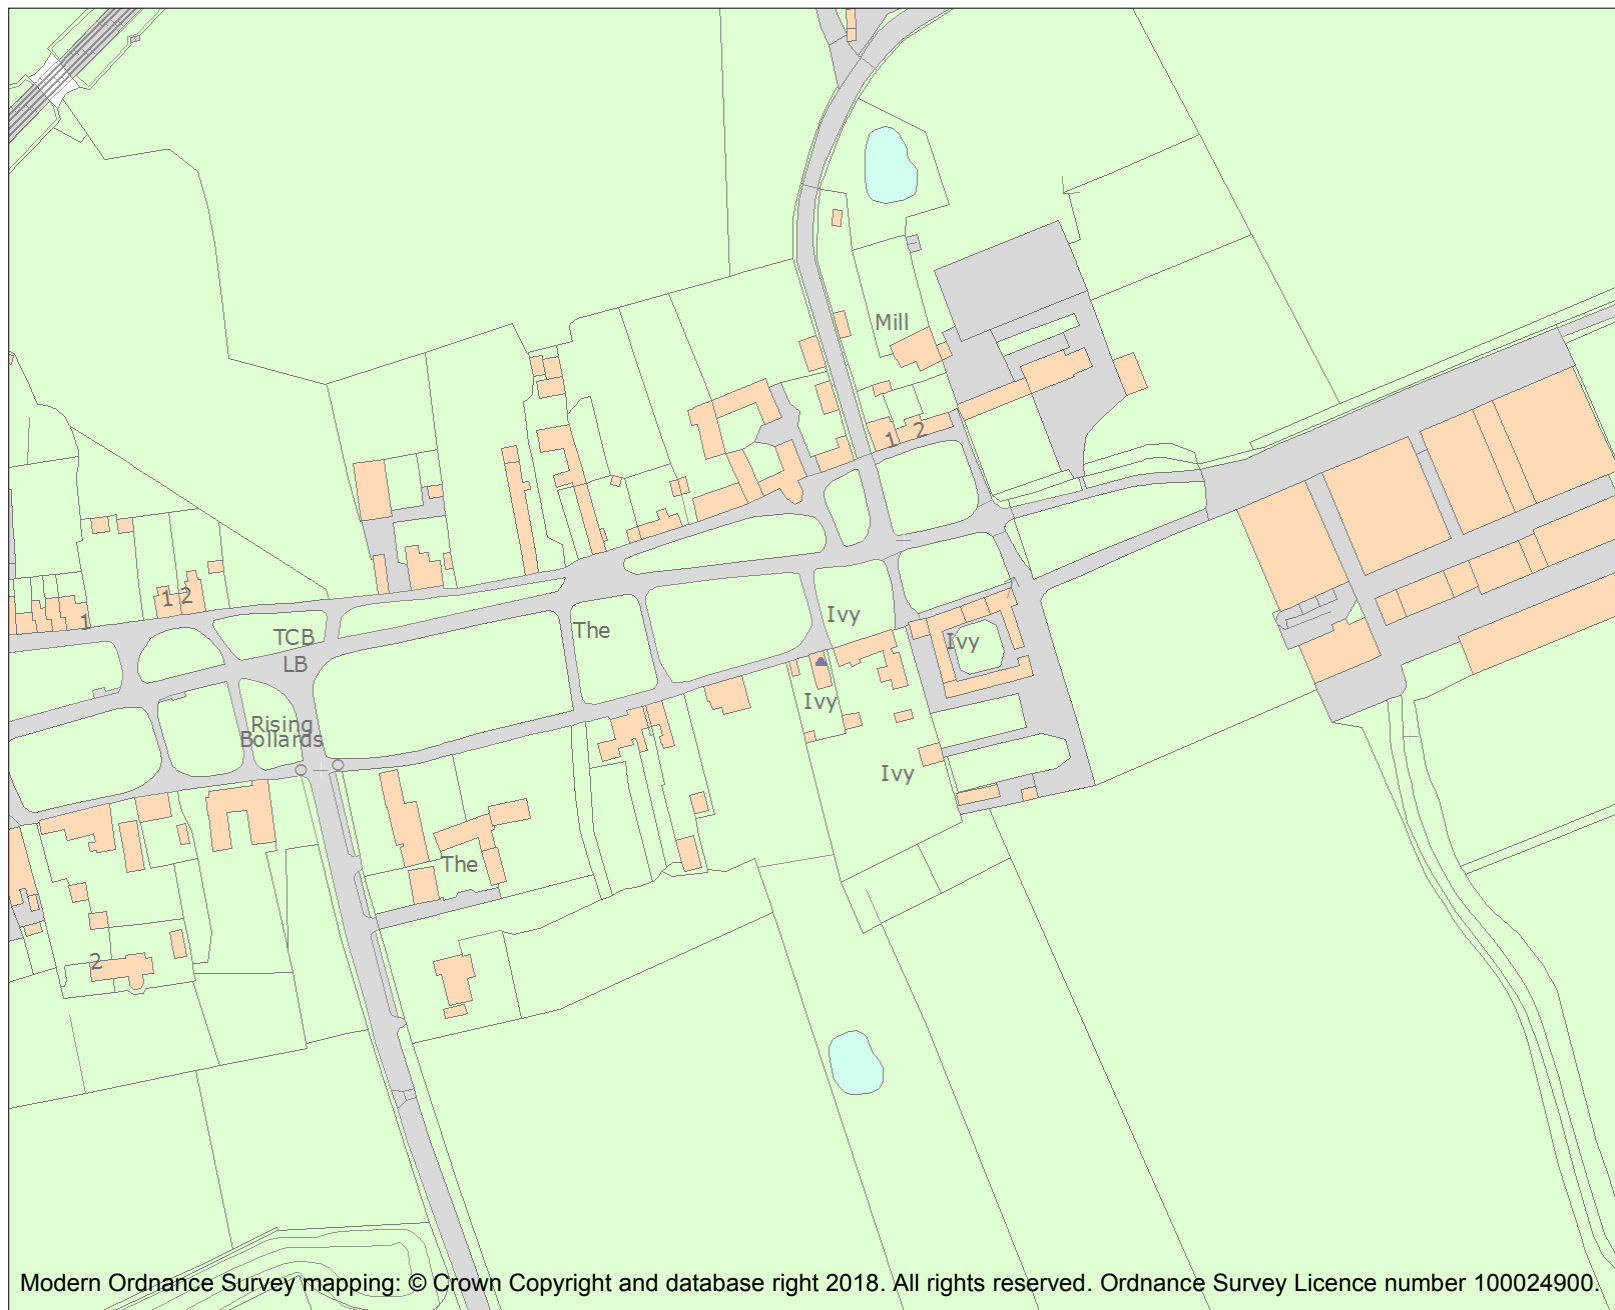 Mill
1 2
1 2
1
TCB
LB
The
Ivy
Ivy
Ivy
Rising
Bollards
Ivy
The
2
Modern Ordnance Survey mapping: © Crown Copyright and database right 2018. All rights reserved. Ordnance Survey Licence number 100024900.